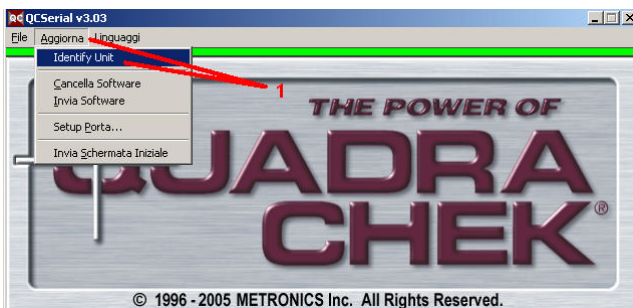 QC QCSerial v3.03
File Aggiorna Linguaggi
Identify Unit
Cancella Software
Invia Software
Setup Porta...
Invia Schermata Iniziale
1
THE POWER OF
QUADRA
CHEK®
© 1996 - 2005 METRONICS Inc. All Rights Reserved.